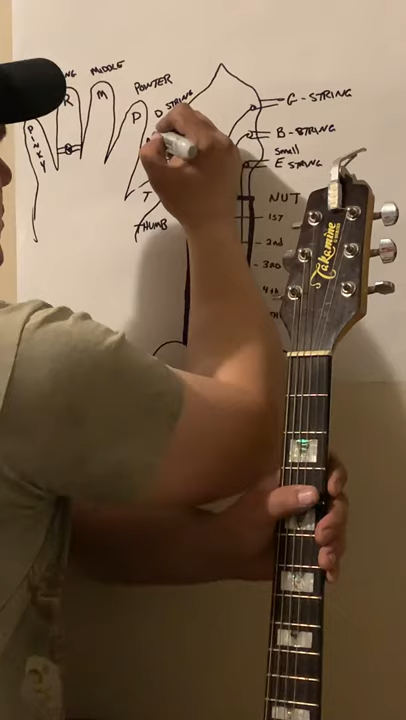 MIDDLE
R
M
POINTER
P
D STRING
PINKY
T
THUMB
G-STRING
B-STRING
Small
E STRING
NUT
1ST
2nd
3RD
4th
Takamine